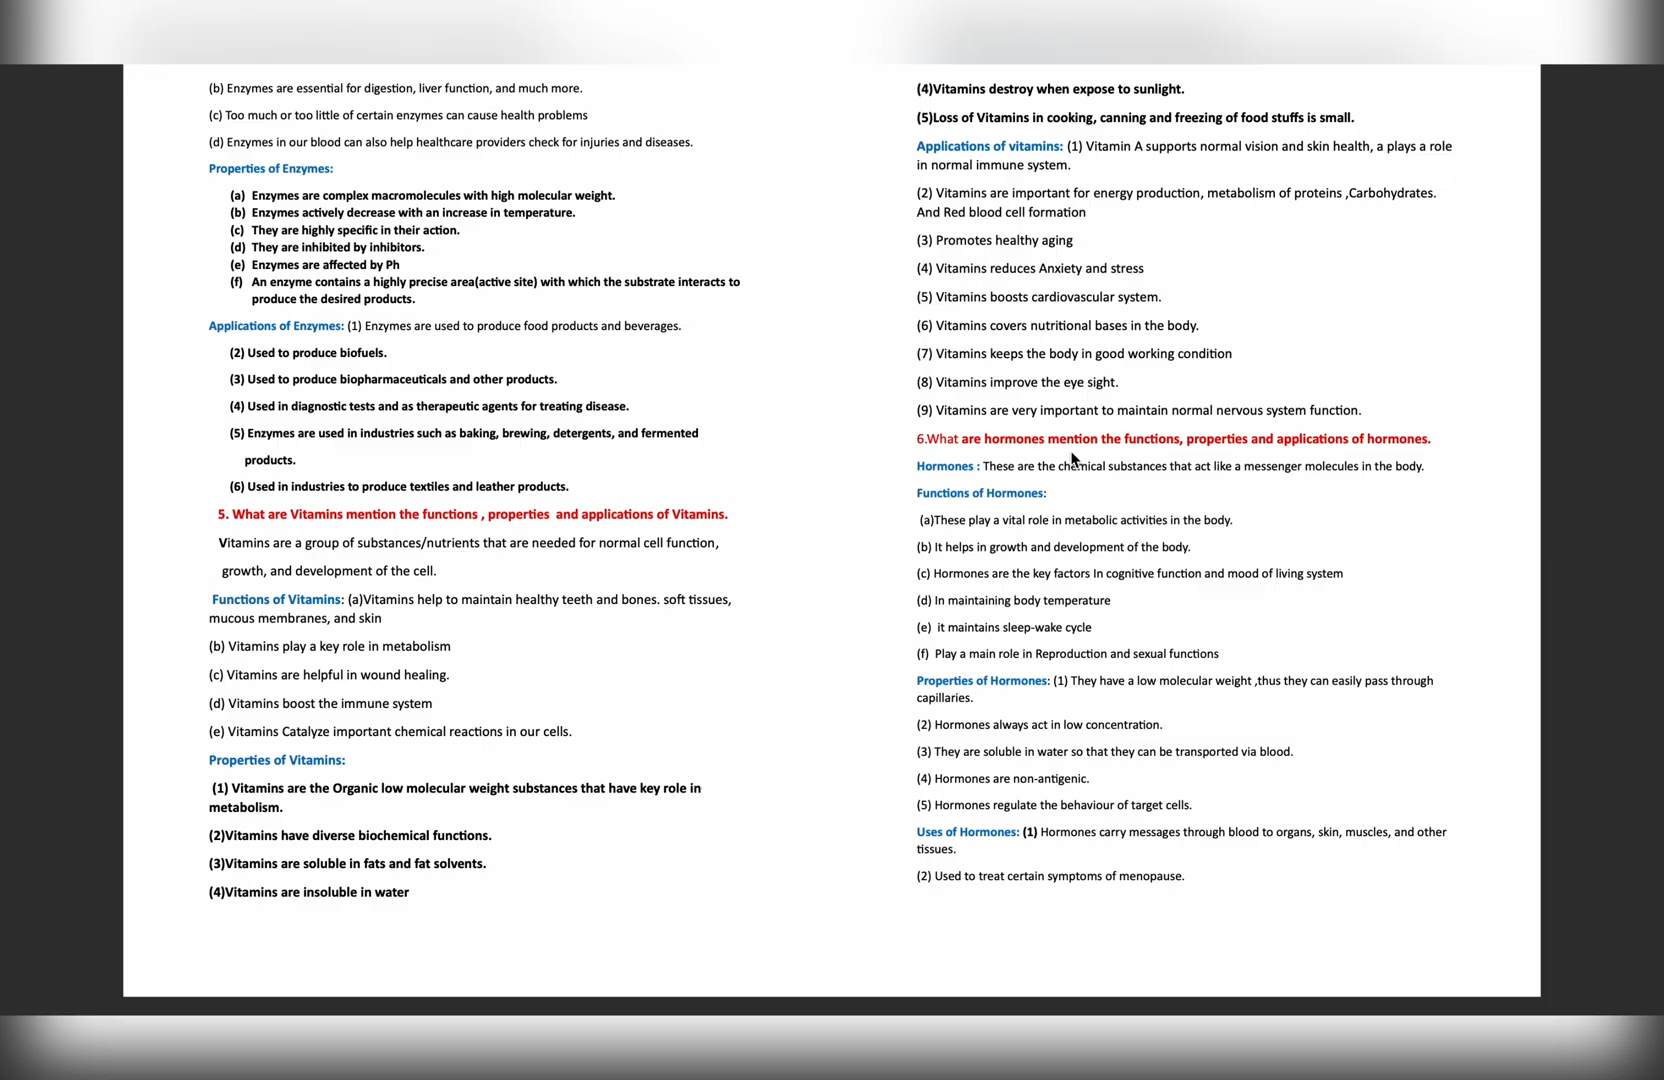 (b) Enzymes are essential for digestion, liver function, and much more.
(c) Too much or too little of certain enzymes can cause health problems
(d) Enzymes in our blood can also help healthcare providers check for injuries and diseases.
Properties of Enzymes:
(a) Enzymes are complex macromolecules with high molecular weight.
(b) Enzymes actively decrease with an increase in temperature.
(c) They are highly specific in their action.
(d) They are inhibited by inhibitors.
(e) Enzymes are affected by Ph
(f) An enzyme contains a highly precise area(active site) with which the substrate interacts to
produce the desired products.
Applications of Enzymes: (1) Enzymes are used to produce food products and beverages.
(2) Used to produce biofuels.
(3) Used to produce biopharmaceuticals and other products.
(4) Used in diagnostic tests and as therapeutic agents for treating disease.
(5) Enzymes are used in industries such as baking, brewing, detergents, and fermented
products.
(6) Used in industries to produce textiles and leather products.
5. What are Vitamins mention the functions , properties and applications of Vitamins.
Vitamins are a group of substances/nutrients that are needed for normal cell function,
growth, and development of the cell.
Functions of Vitamins: (a)Vitamins help to maintain healthy teeth and bones. soft tissues,
mucous membranes, and skin
(b) Vitamins play a key role in metabolism
(c) Vitamins are helpful in wound healing.
(d) Vitamins boost the immune system
(e) Vitamins Catalyze important chemical reactions in our cells.
Properties of Vitamins:
(1) Vitamins are the Organic low molecular weight substances that have key role in
metabolism.
(2)Vitamins have diverse biochemical functions.
(3)Vitamins are soluble in fats and fat solvents.
(4)Vitamins are insoluble in water
(4)Vitamins destroy when expose to sunlight.
(5)Loss of Vitamins in cooking, canning and freezing of food stuffs is small.
Applications of vitamins: (1) Vitamin A supports normal vision and skin health, a plays a role
in normal immune system.
(2) Vitamins are important for energy production, metabolism of proteins ,Carbohydrates.
And Red blood cell formation
(3) Promotes healthy aging
(4) Vitamins reduces Anxiety and stress
(5) Vitamins boosts cardiovascular system.
(6) Vitamins covers nutritional bases in the body.
(7) Vitamins keeps the body in good working condition
(8) Vitamins improve the eye sight.
(9) Vitamins are very important to maintain normal nervous system function.
6.What are hormones mention the functions, properties and applications of hormones.
Hormones : These are the chemical substances that act like a messenger molecules in the body.
Functions of Hormones:
(a)These play a vital role in metabolic activities in the body.
(b) It helps in growth and development of the body.
(c) Hormones are the key factors In cognitive function and mood of living system
(d) In maintaining body temperature
(e) it maintains sleep-wake cycle
(f) Play a main role in Reproduction and sexual functions
Properties of Hormones: (1) They have a low molecular weight ,thus they can easily pass through
capillaries.
(2) Hormones always act in low concentration.
(3) They are soluble in water so that they can be transported via blood.
(4) Hormones are non-antigenic.
(5) Hormones regulate the behaviour of target cells.
Uses of Hormones: (1) Hormones carry messages through blood to organs, skin, muscles, and other
tissues.
(2) Used to treat certain symptoms of menopause.